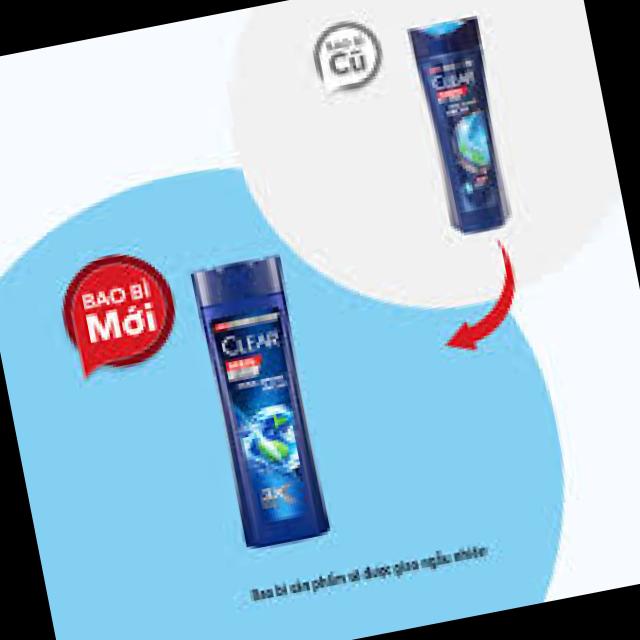 BAO BÌ
Cũ
CLEAR
BAO BÌ
Mới
CLEAR
Bao bì sản phẩm sẽ được giao ngẫu nhiên